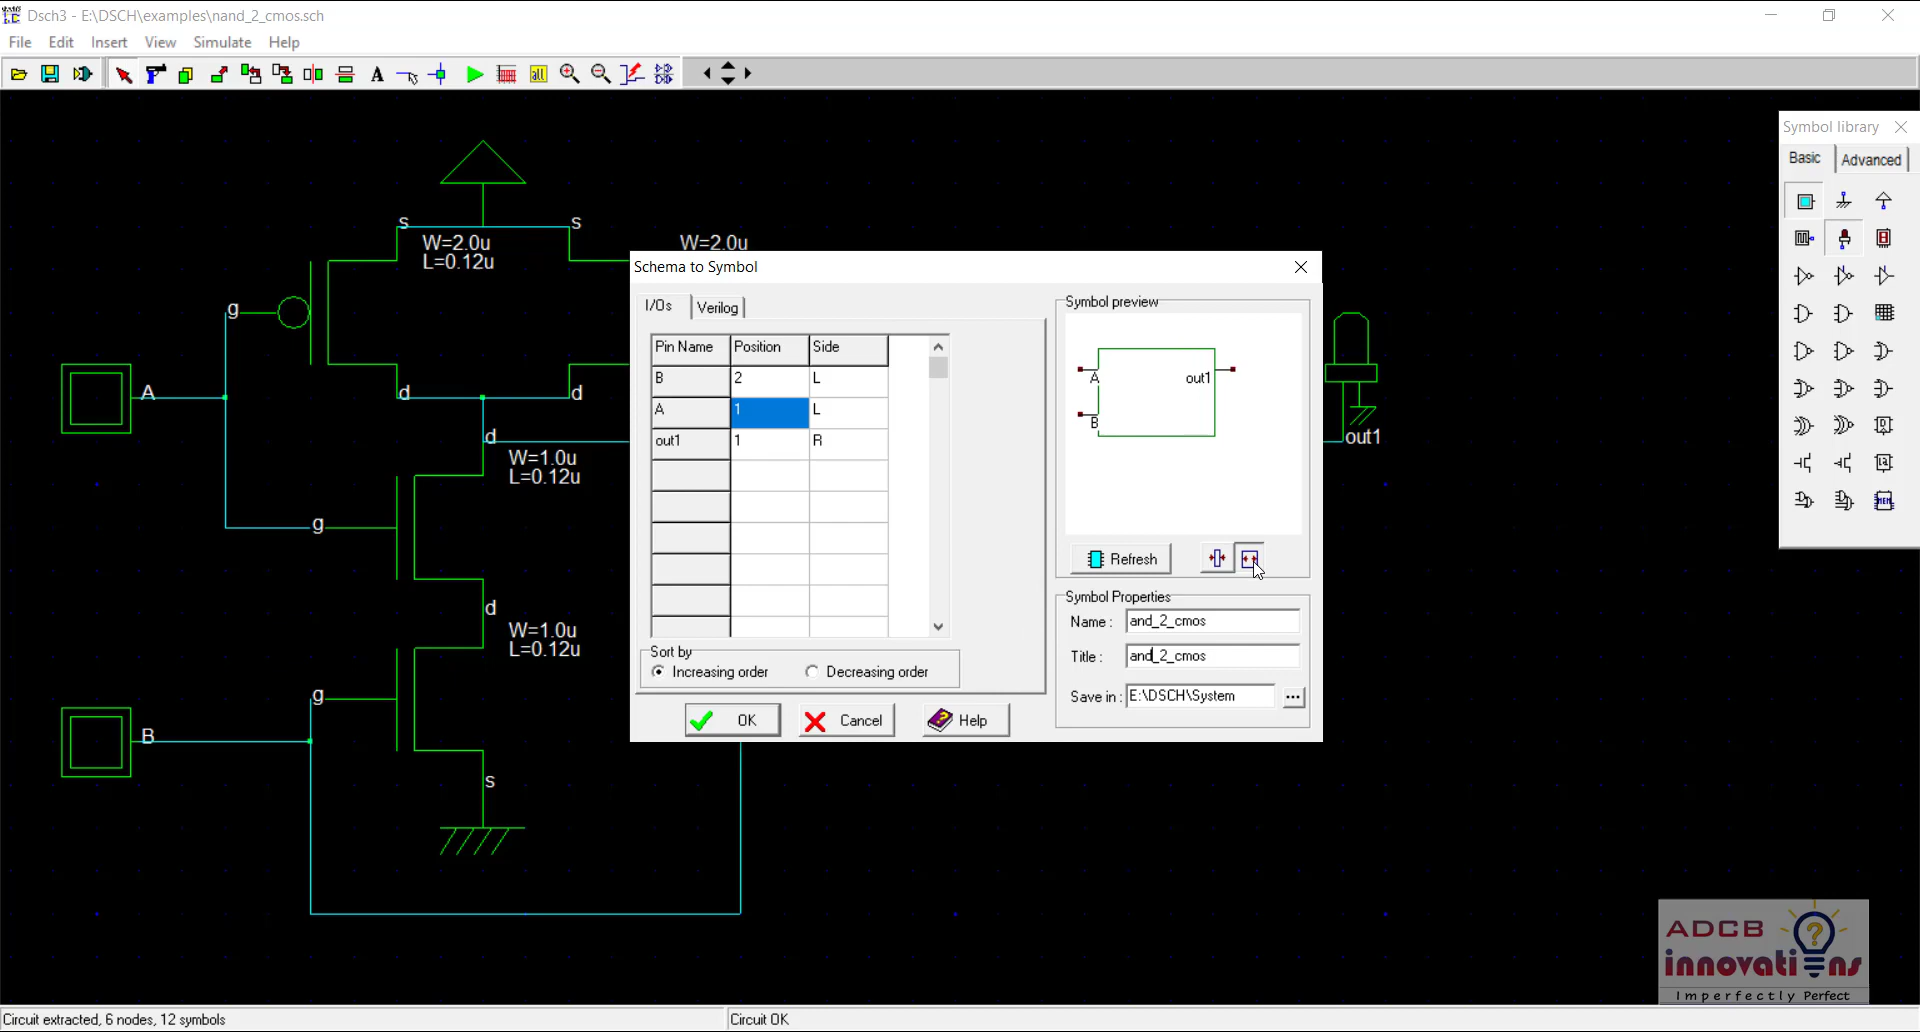 Dsch3 - E:\DSCH\examples\nand_2_cmos.sch
File Edit Insert View Simulate Help
A all
Symbol library
Basic Advanced
s s
W=2.0u
L=0.12u
W=2.0u
g
A
d d
d
W=1.0u
L=0.12u
g
d
W=1.0u
L=0.12u
g
B
s
out1
Schema to Symbol
I/Os Verilog
Pin Name Position Side
B 2 L
A 1 L
out1 1 R
Sort by
Increasing order Decreasing order
OK Cancel Help
Symbol preview
A out1
B
Refresh
Symbol Properties
Name : and_2_cmos
Title : and_2_cmos
Save in : E:\DSCH\System ...
MEM
ADCB
innovations
Imperfectly Perfect
Circuit extracted, 6 nodes, 12 symbols
Circuit OK